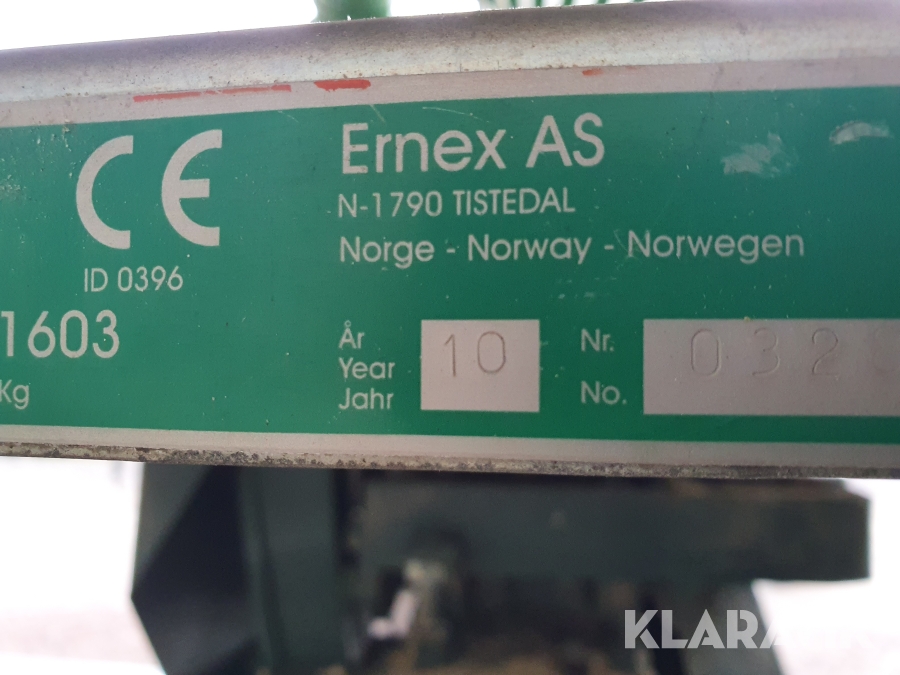 CE
ID 0396
1603
Kg
Ernex AS
N-1790 TISTEDAL
Norge - Norway - Norwegen
År
Year
Jahr
10
Nr.
No.
032